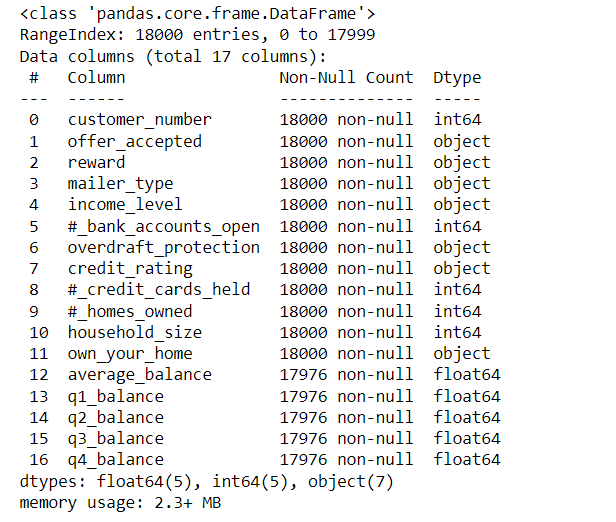 <class 'pandas.core.frame.DataFrame'>
RangeIndex: 18000 entries, 0 to 17999
Data columns (total 17 columns):
 #   Column                Non-Null Count  Dtype
---  ------                --------------  -----
 0   customer_number       18000 non-null  int64
 1   offer_accepted        18000 non-null  object
 2   reward                18000 non-null  object
 3   mailer_type           18000 non-null  object
 4   income_level          18000 non-null  object
 5   #_bank_accounts_open  18000 non-null  int64
 6   overdraft_protection  18000 non-null  object
 7   credit_rating         18000 non-null  object
 8   #_credit_cards_held   18000 non-null  int64
 9   #_homes_owned         18000 non-null  int64
 10  household_size        18000 non-null  int64
 11  own_your_home         18000 non-null  object
 12  average_balance       17976 non-null  float64
 13  q1_balance            17976 non-null  float64
 14  q2_balance            17976 non-null  float64
 15  q3_balance            17976 non-null  float64
 16  q4_balance            17976 non-null  float64
dtypes: float64(5), int64(5), object(7)
memory usage: 2.3+ MB